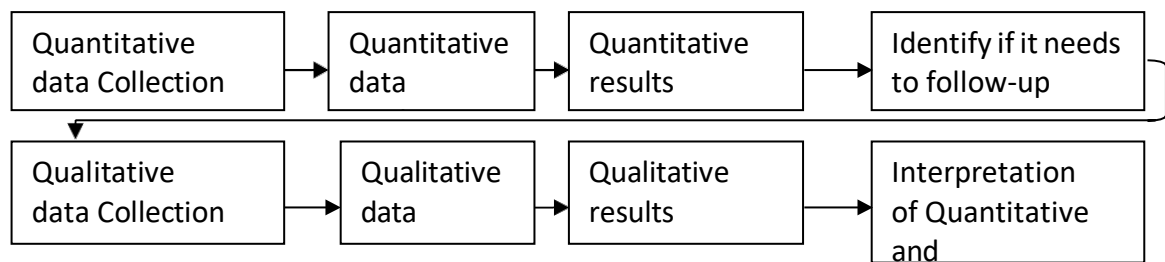 Quantitative
data Collection
Quantitative
data
Quantitative
results
Identify if it needs
to follow-up
Qualitative
data Collection
Qualitative
data
Qualitative
results
Interpretation
of Quantitative
and